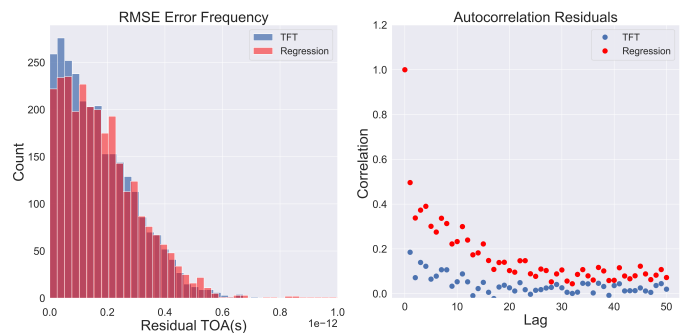 RMSE Error Frequency
TFT
Regression
250
200
150
100
50
0
Count
0.0 0.2 0.4 0.6 0.8 1.0
1e−12
Residual TOA(s)
Autocorrelation Residuals
TFT
Regression
1.2
1.0
0.8
0.6
0.4
0.2
0.0
Correlation
0 10 20 30 40 50
Lag